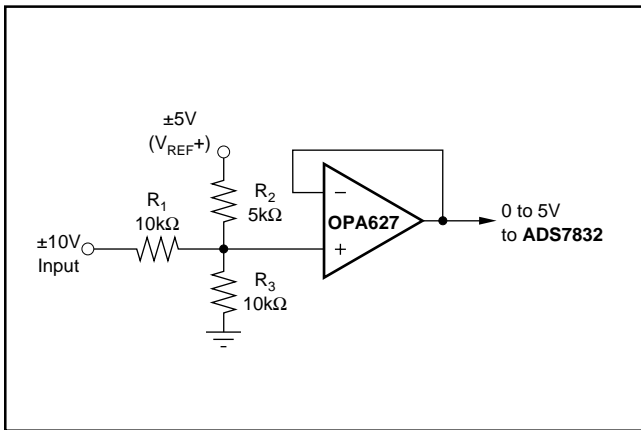 ±5V
(VREF+)
R2
5kΩ
R1
10kΩ
±10V
Input
R3
10kΩ
−
+
OPA627
0 to 5V
to ADS7832